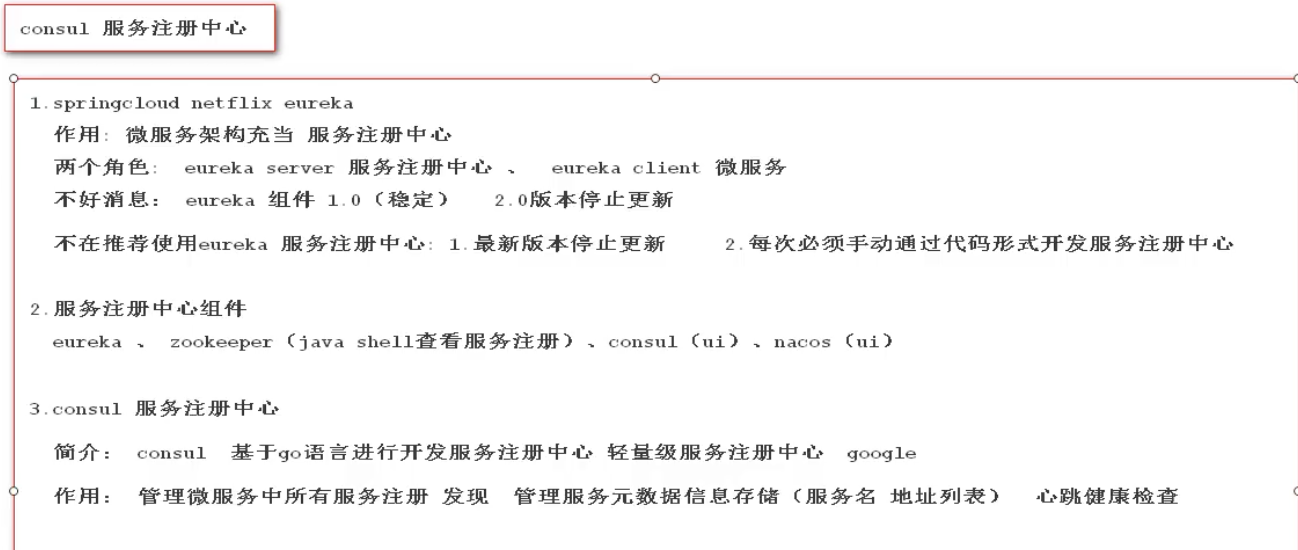 consul 服务注册中心
1.springcloud netflix eureka
作用: 微服务架构充当 服务注册中心
两个角色: eureka server 服务注册中心 、 eureka client 微服务
不好消息: eureka 组件 1.0（稳定） 2.0版本停止更新
不在推荐使用eureka 服务注册中心: 1.最新版本停止更新 2.每次必须手动通过代码形式开发服务注册中心
2.服务注册中心组件
eureka 、 zookeeper（java shell查看服务注册）、consul（ui）、nacos（ui）
3.consul 服务注册中心
简介: consul 基于go语言进行开发服务注册中心 轻量级服务注册中心 google
作用: 管理微服务中所有服务注册 发现 管理服务元数据信息存储（服务名 地址列表） 心跳健康检查